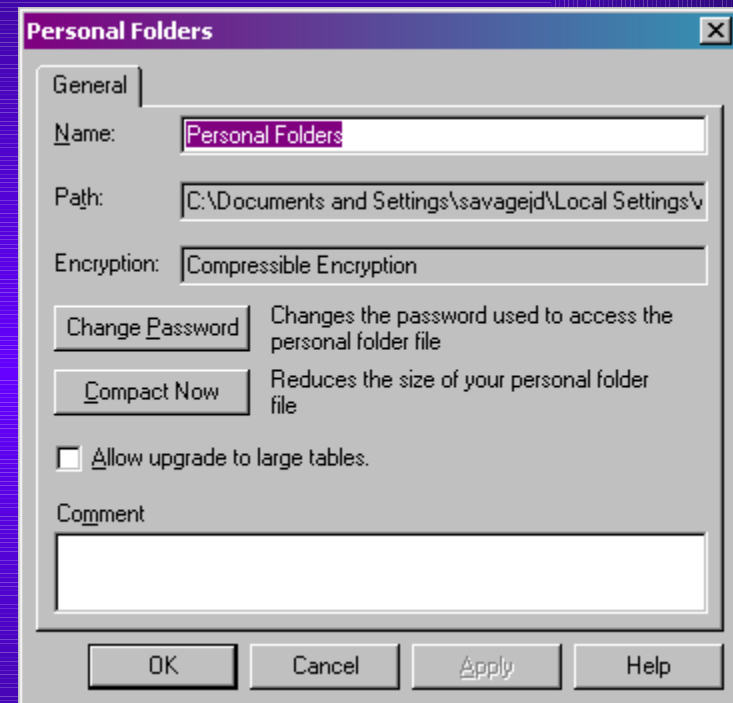 Personal Folders
General
Name: Personal Folders
Path: C:\Documents and Settings\savagejd\Local Settings\
Encryption: Compressible Encryption
Change Password Changes the password used to access the
personal folder file
Compact Now Reduces the size of your personal folder
file
Allow upgrade to large tables.
Comment
OK Cancel Apply Help